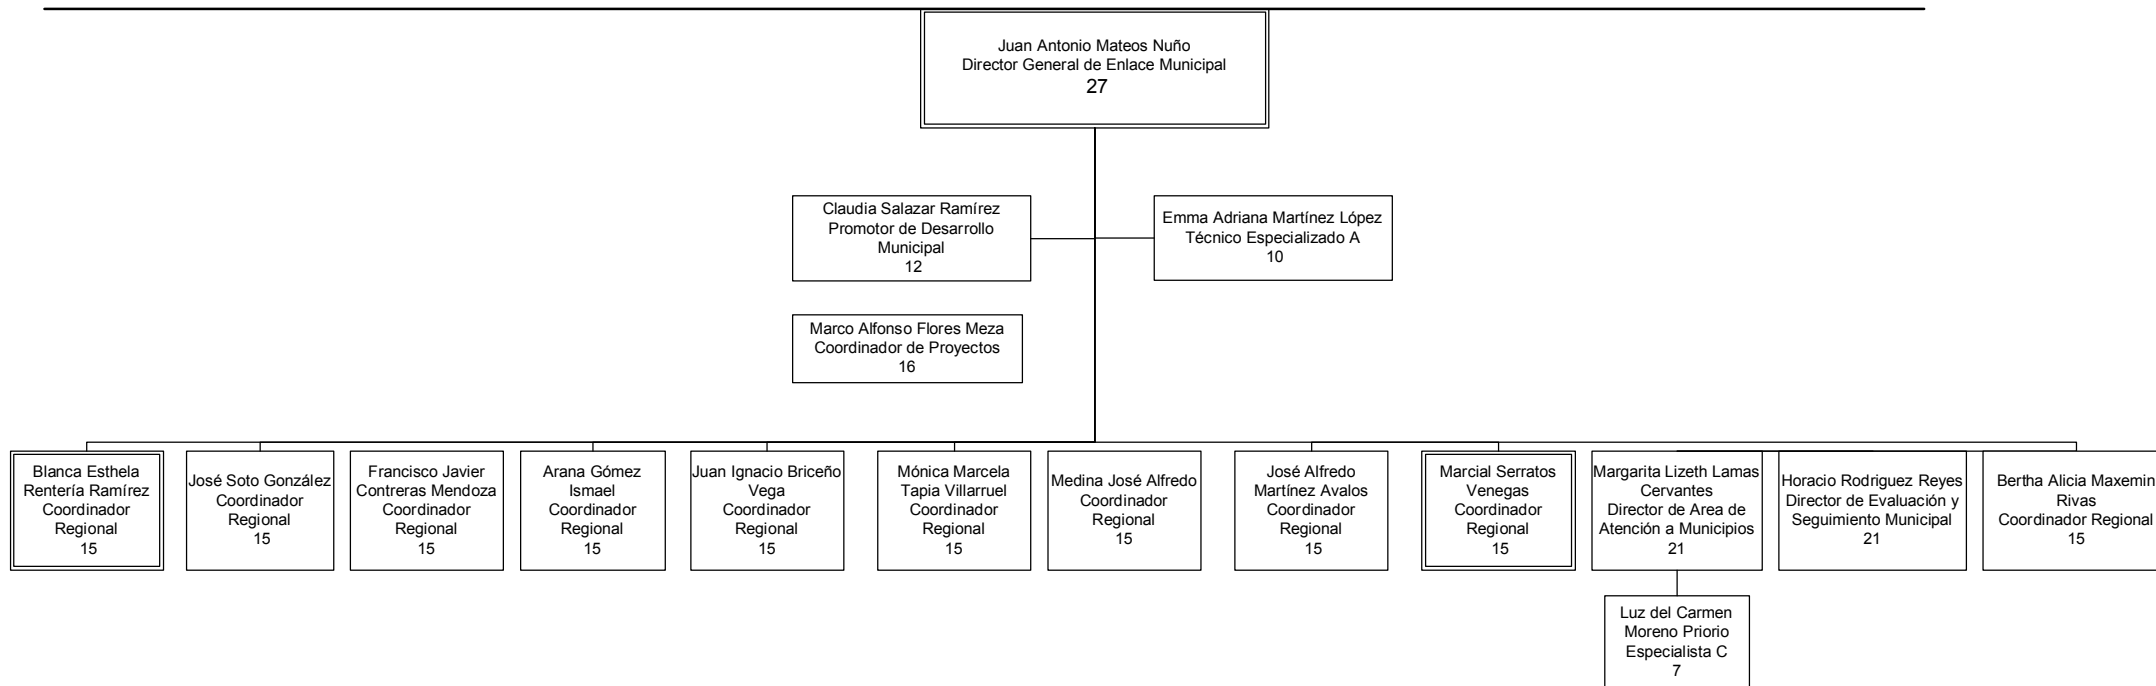 Juan Antonio Mateos Nuño
Director General de Enlace Municipal
27
Claudia Salazar Ramírez
Promotor de Desarrollo
Municipal
12
Emma Adriana Martínez López
Técnico Especializado A
10
Marco Alfonso Flores Meza
Coordinador de Proyectos
16
Blanca Esthela
Rentería Ramírez
Coordinador
Regional
15
José Soto González
Coordinador
Regional
15
Francisco Javier
Contreras Mendoza
Coordinador
Regional
15
Arana Gómez
Ismael
Coordinador
Regional
15
Juan Ignacio Briceño
Vega
Coordinador
Regional
15
Mónica Marcela
Tapia Villarruel
Coordinador
Regional
15
Medina José Alfredo
Coordinador
Regional
15
José Alfredo
Martínez Avalos
Coordinador
Regional
15
Marcial Serratos
Venegas
Coordinador
Regional
15
Margarita Lizeth Lamas
Cervantes
Director de Area de
Atención a Municipios
21
Horacio Rodriguez Reyes
Director de Evaluación y
Seguimiento Municipal
21
Bertha Alicia Maxemin
Rivas
Coordinador Regional
15
Luz del Carmen
Moreno Priorio
Especialista C
7